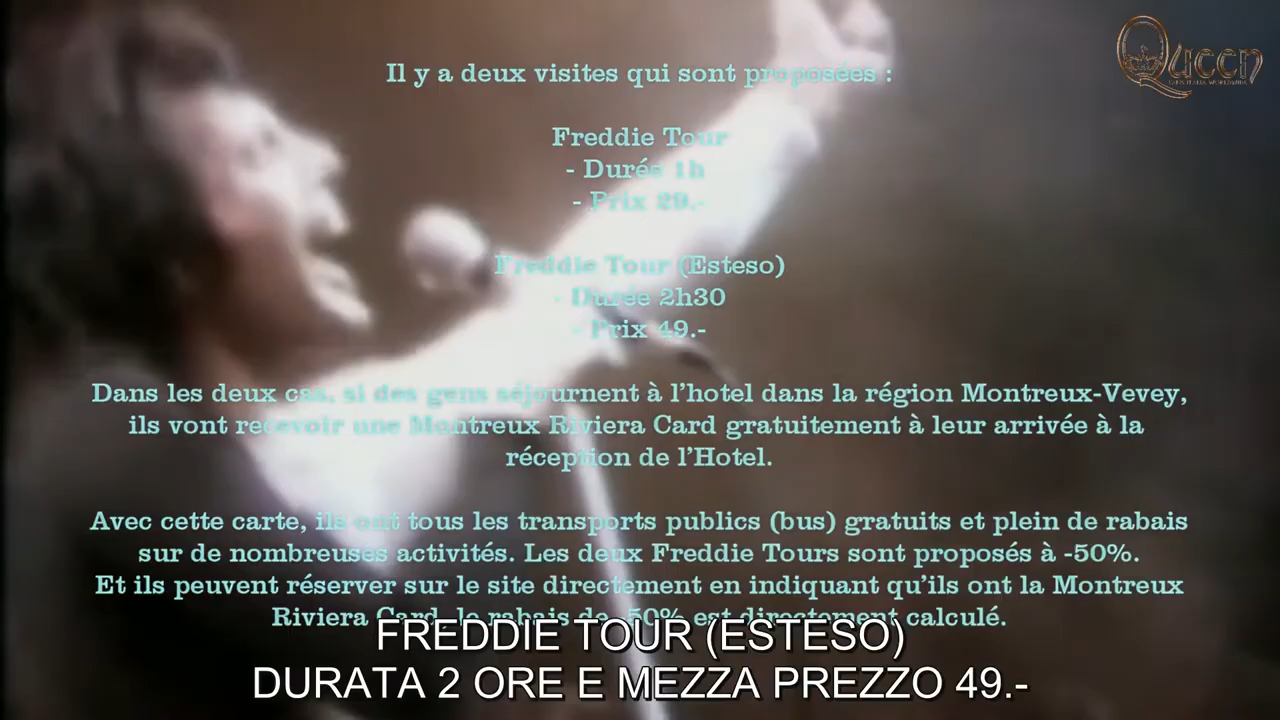 Queen
Il y a deux visites qui sont proposées :
Freddie Tour
- Durée 1h
- Prix 29.-
Freddie Tour (Esteso)
- Durée 2h30
- Prix 49.-
Dans les deux cas, si des gens séjournent à l'hotel dans la région Montreux-Vevey,
ils vont recevoir une Montreux Riviera Card gratuitement à leur arrivée à la
réception de l'Hotel.
Avec cette carte, ils ont tous les transports publics (bus) gratuits et plein de rabais
sur de nombreuses activités. Les deux Freddie Tours sont proposés à -50%.
Et ils peuvent réserver sur le site directement en indiquant qu'ils ont la Montreux
Riviera Card, le rabais de -50% est directement calculé.
FREDDIE TOUR (ESTESO)
DURATA 2 ORE E MEZZA PREZZO 49.-